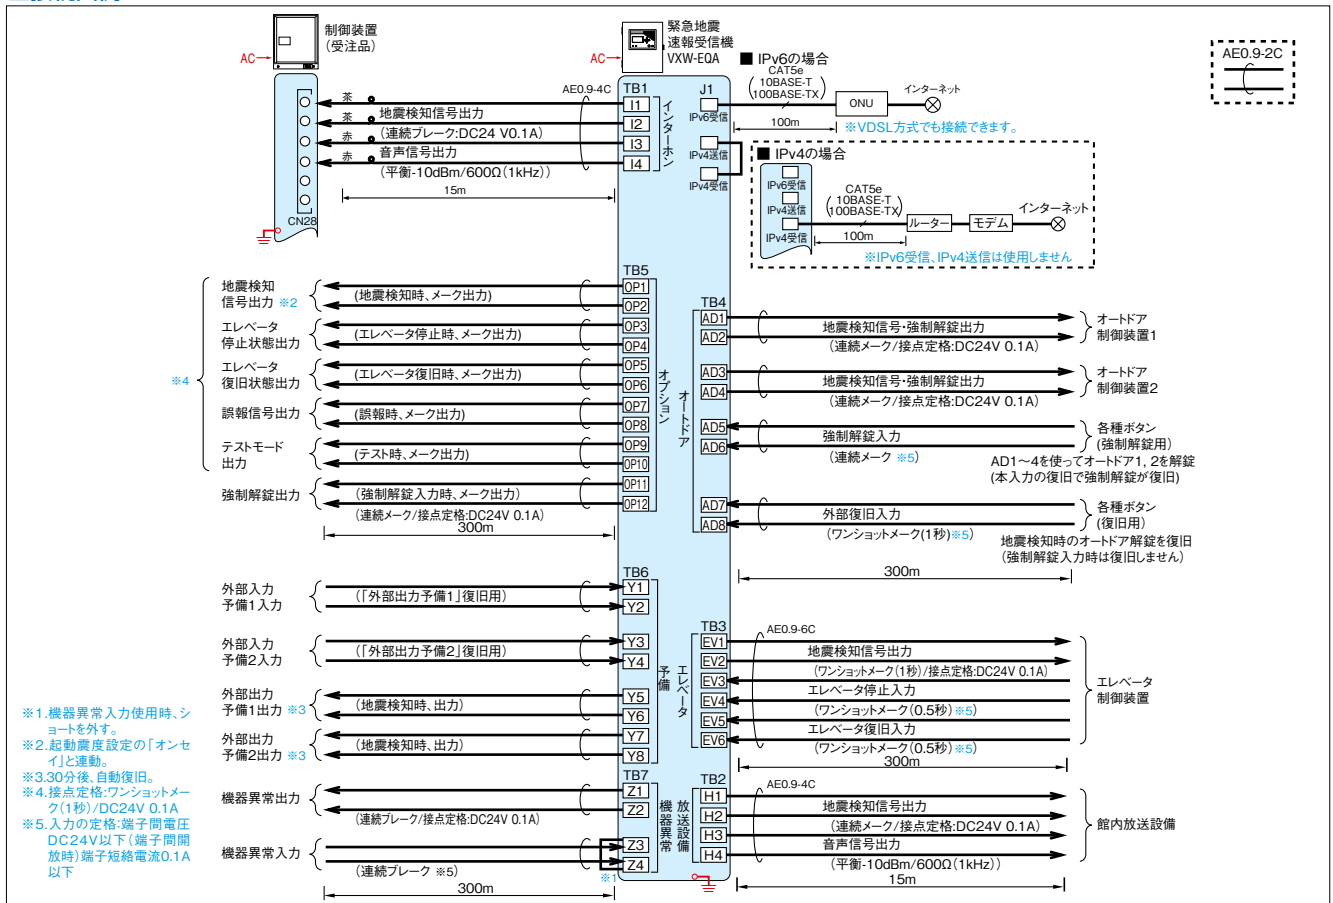 制御装置
(受注品)
AC
緊急地震
速報受信機
VXW-EQA
AC
AE0.9-2C
TB1
AE0.9-4C
I1
I2
I3
I4
インターホン
茶
茶
赤
赤
地震検知信号出力
(連続ブレーク:DC24 V0.1A)
音声信号出力
(平衡-10dBm/600Ω(1kHz))
15m
CN28
J1
IPv6受信
IPv4送信
IPv4受信
■ IPv6の場合
CAT5e
10BASE-T
100BASE-TX
ONU
インターネット
100m
※VDSL方式でも接続できます。
■ IPv4の場合
IPv6受信
IPv4送信
IPv4受信
CAT5e
10BASE-T
100BASE-TX
ルーター
モデム
インターネット
100m
※IPv6受信、IPv4送信は使用しません
TB5
OP1
OP2
OP3
OP4
OP5
OP6
OP7
OP8
OP9
OP10
OP11
OP12
オプション
※4
地震検知
信号出力 ※2
(地震検知時、メーク出力)
エレベータ
停止状態出力
(エレベータ停止時、メーク出力)
エレベータ
復旧状態出力
(エレベータ復旧時、メーク出力)
誤報信号出力
(誤報時、メーク出力)
テストモード
出力
(テスト時、メーク出力)
強制解錠出力
(強制解錠入力時、メーク出力)
(連続メーク/接点定格:DC24V 0.1A)
300m
TB4
AD1
AD2
AD3
AD4
AD5
AD6
AD7
AD8
オートドア
地震検知信号・強制解錠出力
(連続メーク/接点定格:DC24V 0.1A)
オートドア
制御装置1
地震検知信号・強制解錠出力
(連続メーク/接点定格:DC24V 0.1A)
オートドア
制御装置2
強制解錠入力
(連続メーク ※5)
各種ボタン
(強制解錠用)
AD1〜4を使ってオートドア1, 2を解錠
(本入力の復旧で強制解錠が復旧)
外部復旧入力
(ワンショットメーク(1秒)※5)
各種ボタン
(復旧用)
地震検知時のオートドア解錠を復旧
(強制解錠入力時は復旧しません)
300m
TB6
Y1
Y2
Y3
Y4
Y5
Y6
Y7
Y8
予備
外部入力
予備1入力
(「外部出力予備1」復旧用)
外部入力
予備2入力
(「外部出力予備2」復旧用)
外部出力
予備1出力 ※3
(地震検知時、出力)
外部出力
予備2出力 ※3
(地震検知時、出力)
TB3
AE0.9-6C
EV1
EV2
EV3
EV4
EV5
EV6
エレベータ
地震検知信号出力
(ワンショットメーク(1秒)/接点定格:DC24V 0.1A)
エレベータ停止入力
(ワンショットメーク(0.5秒)※5)
エレベータ復旧入力
(ワンショットメーク(0.5秒)※5)
300m
エレベータ
制御装置
TB7
Z1
Z2
Z3
Z4
機器異常
機器異常出力
(連続ブレーク/接点定格:DC24V 0.1A)
機器異常入力
(連続ブレーク ※5)
※1
300m
TB2
AE0.9-4C
H1
H2
H3
H4
放送設備
地震検知信号出力
(連続メーク/接点定格:DC24V 0.1A)
音声信号出力
(平衡-10dBm/600Ω(1kHz))
15m
館内放送設備
※1.機器異常入力使用時、シ
ョートを外す。
※2.起動震度設定の「オンセ
イ」と連動。
※3.30分後、自動復旧。
※4.接点定格:ワンショットメー
ク(1秒)/DC24V 0.1A
※5.入力の定格:端子間電圧
DC24V以下(端子間開
放時)端子短絡電流0.1A
以下